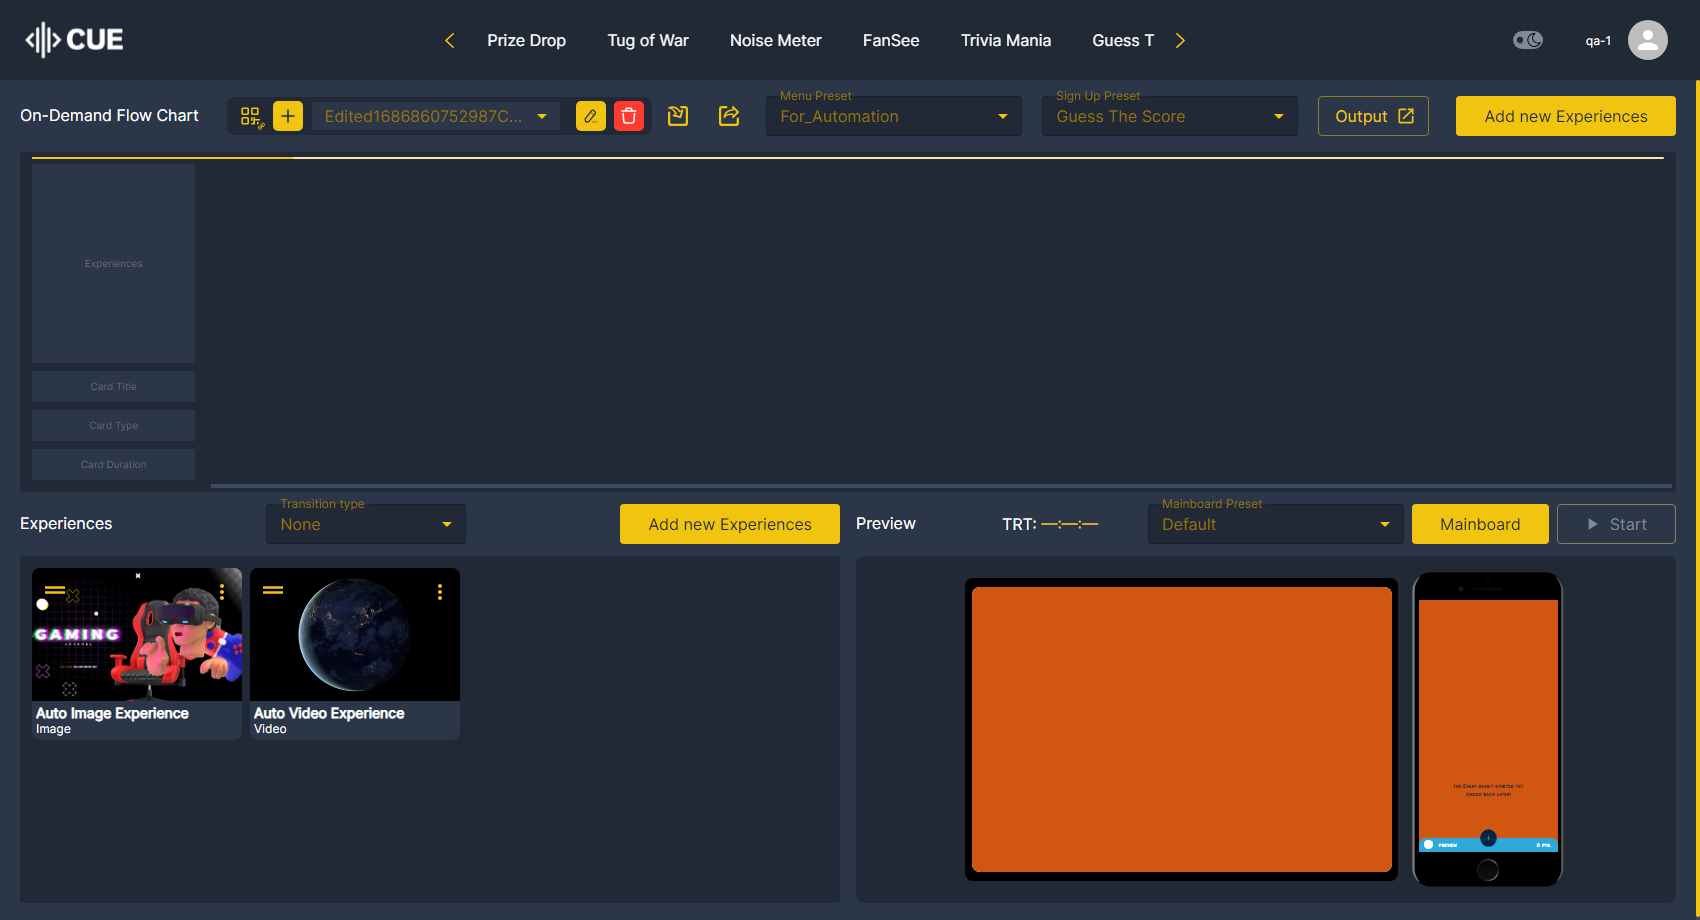 CUE
Prize Drop
Tug of War
Noise Meter
FanSee
Trivia Mania
Guess T
qa-1
On-Demand Flow Chart
Edited1686860752987C...
Menu Preset
For_Automation
Sign Up Preset
Guess The Score
Output
Add new Experiences
Experiences
Card Title
Card Type
Card Duration
Experiences
Transition type
None
Add new Experiences
Preview
TRT: —:—:—
Mainboard Preset
Default
Mainboard
Start
GAMING
Auto Image Experience
Image
Auto Video Experience
Video
The Event hasn't started yet.
Check back later!
PREVIEW
0 PTS.